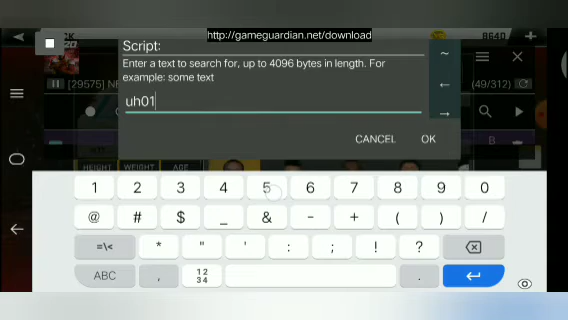 http://gameguardian.net/download
8640
Script:
Enter a text to search for, up to 4096 bytes in length. For
example: some text
~
←
→
[29575]
(49/312)
uh01
CANCEL OK
HEIGHT WEIGHT AGE
B
1 2 3 4 5 6 7 8 9 0
@ # $ _ & - + ( ) /
=\< * " ' : ; ! ?
ABC , 12 .
34